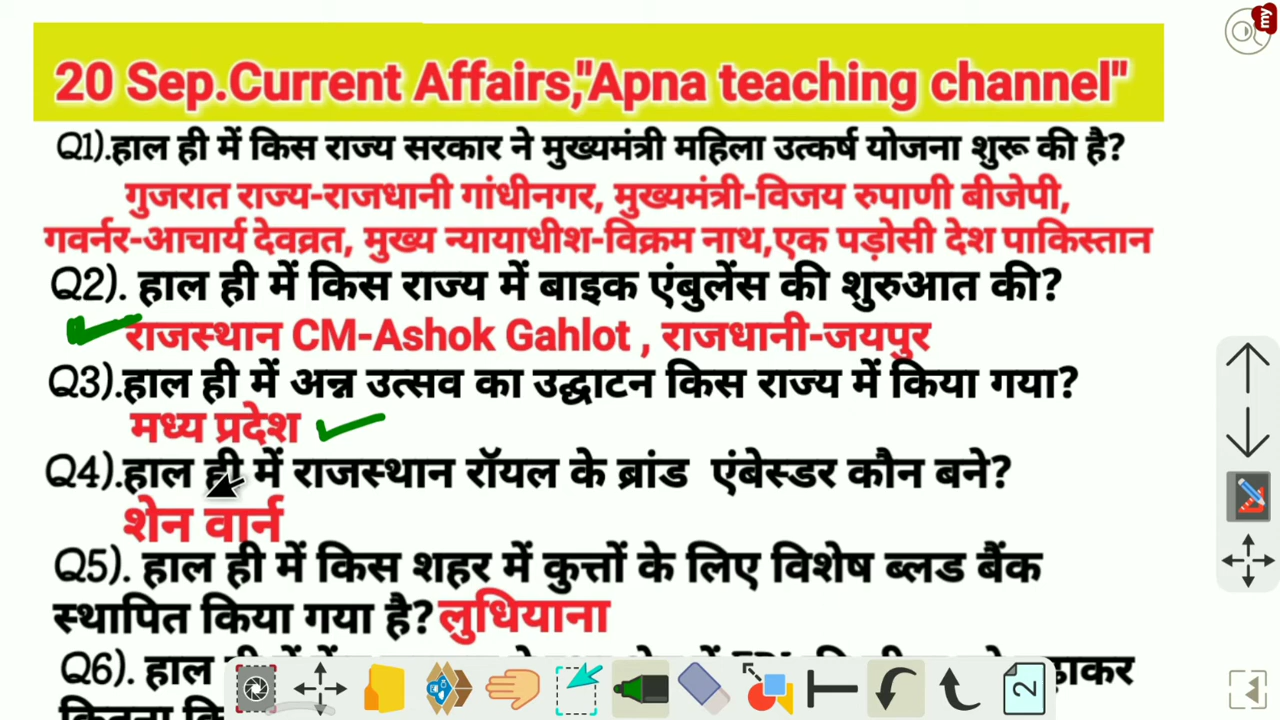 20 Sep.Current Affairs,"Apna teaching channel"
my
Q1).हाल ही में किस राज्य सरकार ने मुख्यमंत्री महिला उत्कर्ष योजना शुरू की है?
गुजरात राज्य-राजधानी गांधीनगर, मुख्यमंत्री-विजय रुपाणी बीजेपी,
गवर्नर-आचार्य देवव्रत, मुख्य न्यायाधीश-विक्रम नाथ,एक पड़ोसी देश पाकिस्तान
Q2). हाल ही में किस राज्य में बाइक एंबुलेंस की शुरुआत की?
राजस्थान CM-Ashok Gahlot , राजधानी-जयपुर
Q3).हाल ही में अन्न उत्सव का उद्घाटन किस राज्य में किया गया?
मध्य प्रदेश
Q4).हाल ही में राजस्थान रॉयल के ब्रांड एंबेस्डर कौन बने?
शेन वार्न
Q5). हाल ही में किस शहर में कुत्तों के लिए विशेष ब्लड बैंक
स्थापित किया गया है? लुधियाना
Q6). हाल
2